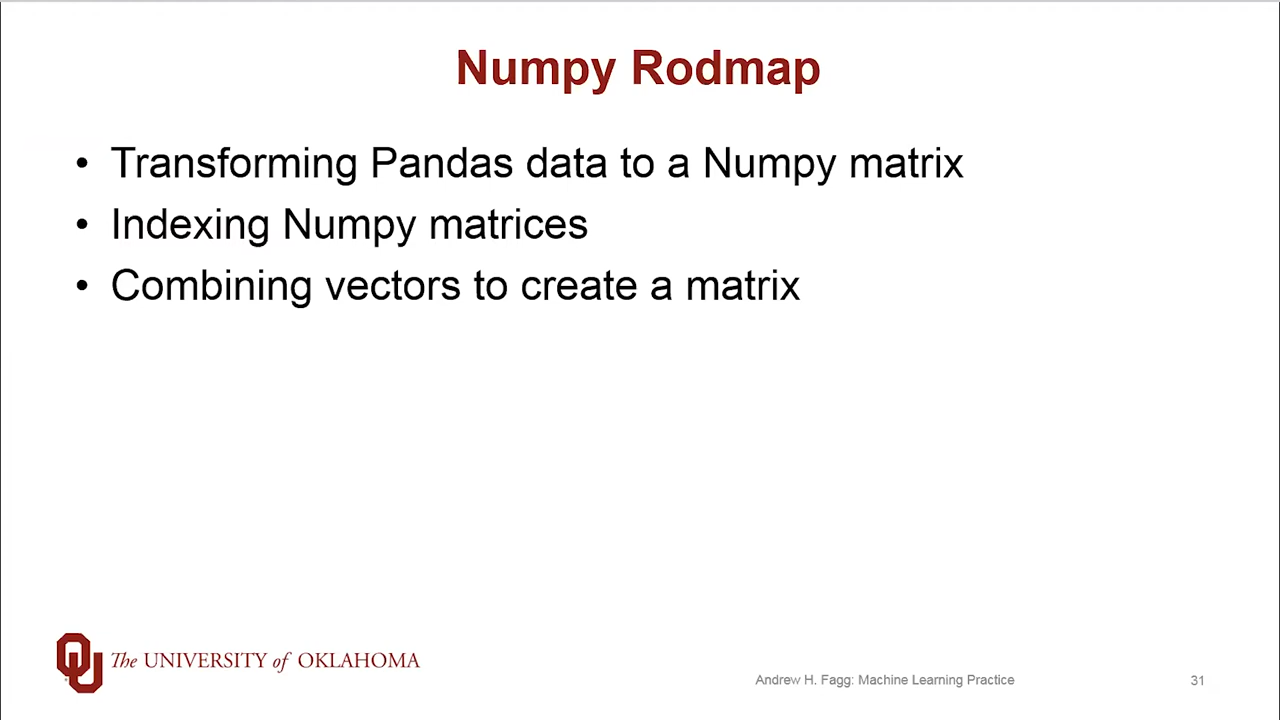 Numpy Rodmap
• Transforming Pandas data to a Numpy matrix
• Indexing Numpy matrices
• Combining vectors to create a matrix
OU The UNIVERSITY of OKLAHOMA
Andrew H. Fagg: Machine Learning Practice
31